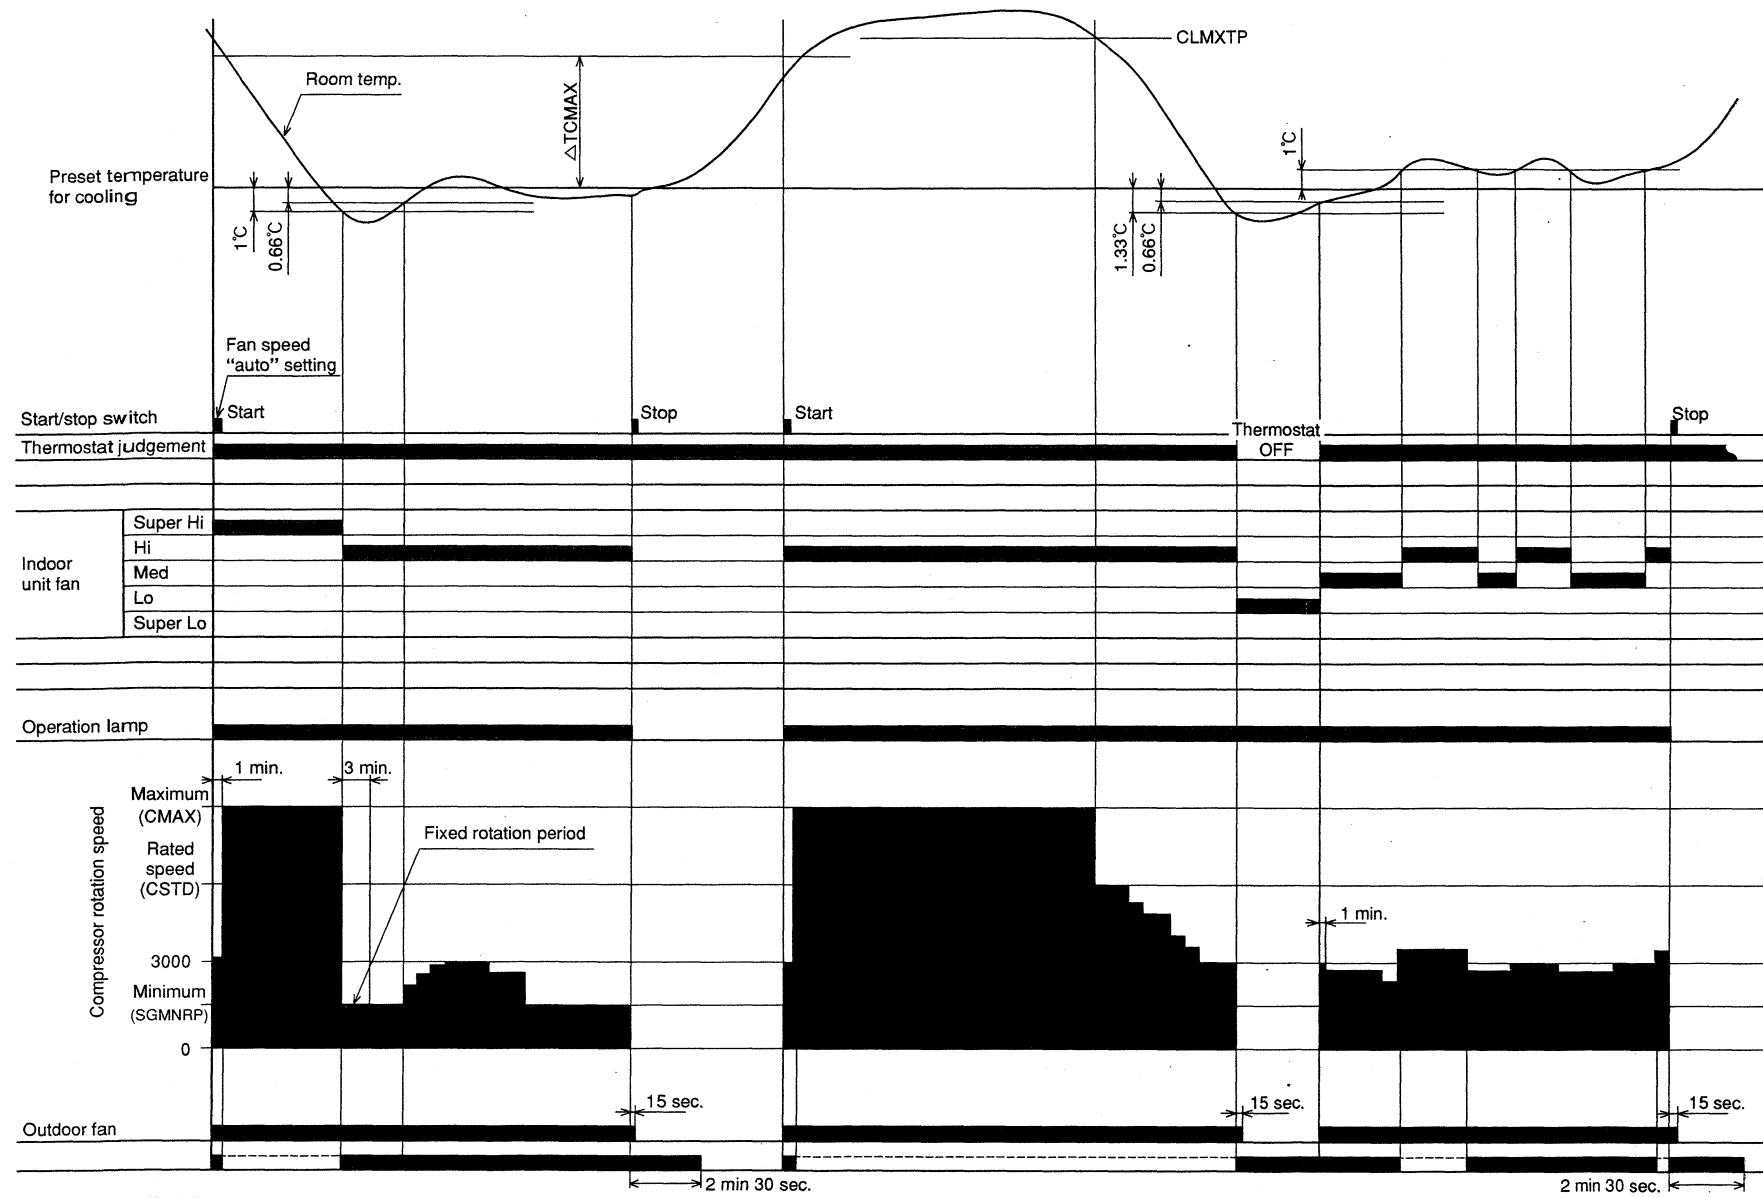 CLMXTP
Room temp.
△TCMAX
1℃
Preset temperature
for cooling
1℃
0.66℃
1.33℃
0.66℃
Fan speed
“auto” setting
Start/stop switch
Start
Stop
Start
Stop
Thermostat judgement
Thermostat
OFF
Indoor
unit fan
Super Hi
Hi
Med
Lo
Super Lo
Operation lamp
1 min.
3 min.
Compressor rotation speed
Maximum
(CMAX)
Fixed rotation period
Rated
speed
(CSTD)
1 min.
3000
Minimum
(SGMNRP)
0
15 sec.
15 sec.
15 sec.
Outdoor fan
2 min 30 sec.
2 min 30 sec.